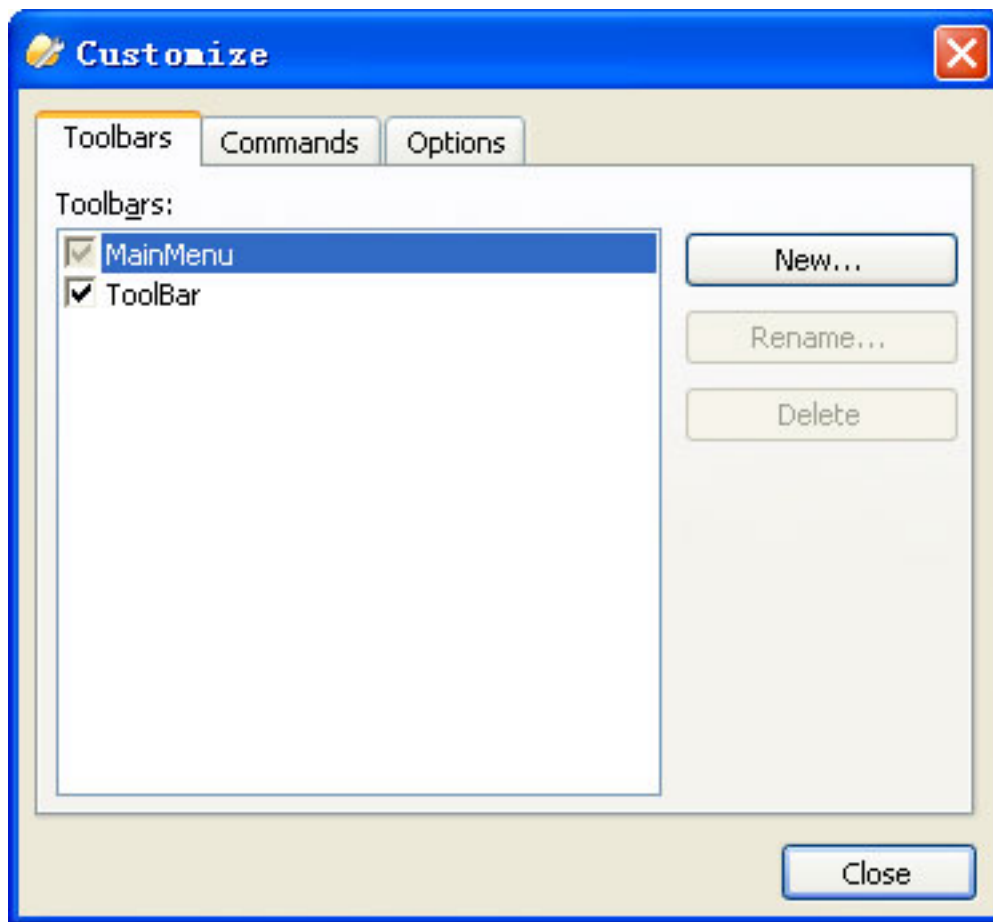 Customize
Toolbars Commands Options
Toolbars:
MainMenu
ToolBar
New...
Rename...
Delete
Close